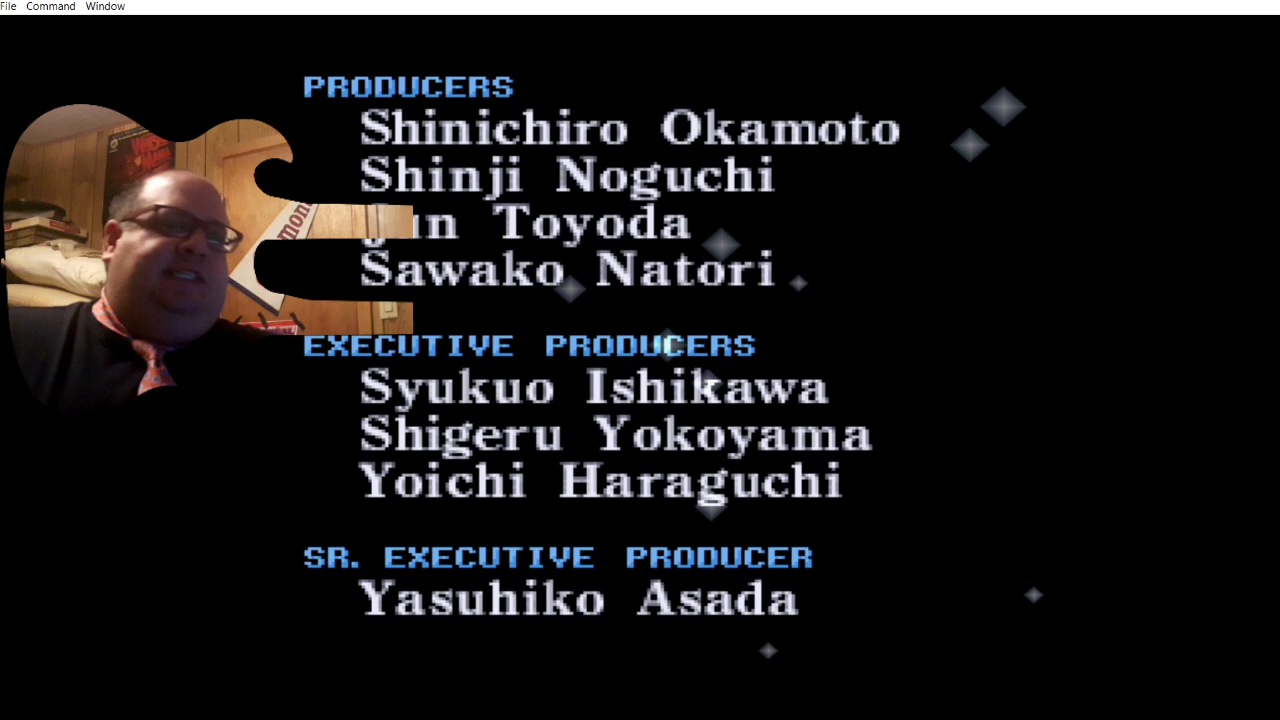 File Command Window
PRODUCERS
Shinichiro Okamoto
Shinji Noguchi
Jun Toyoda
Sawako Natori
EXECUTIVE PRODUCERS
Syukuo Ishikawa
Shigeru Yokoyama
Yoichi Haraguchi
SR. EXECUTIVE PRODUCER
Yasuhiko Asada